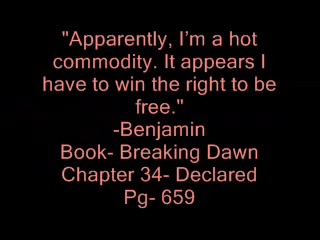 "Apparently, I’m a hot
commodity. It appears I
have to win the right to be
free."
-Benjamin
Book- Breaking Dawn
Chapter 34- Declared
Pg- 659